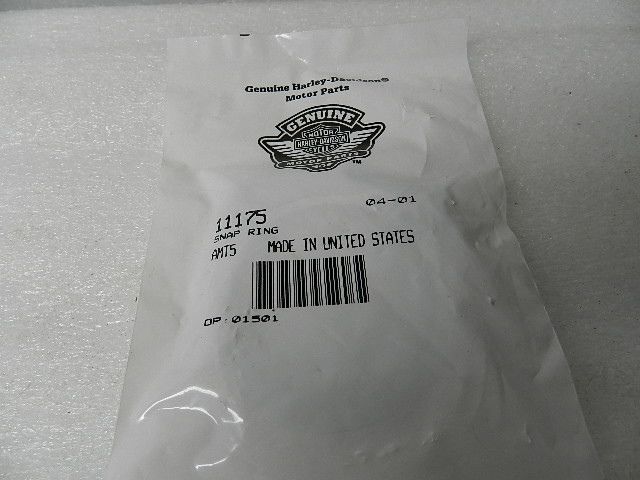 Genuine Harley-Davidson®
Motor Parts
GENUINE
MOTOR
HARLEY-DAVIDSON
CYCLES
MOTOR PARTS
™
04-01
11175
SNAP RING
AMT5 MADE IN UNITED STATES
OP:01501